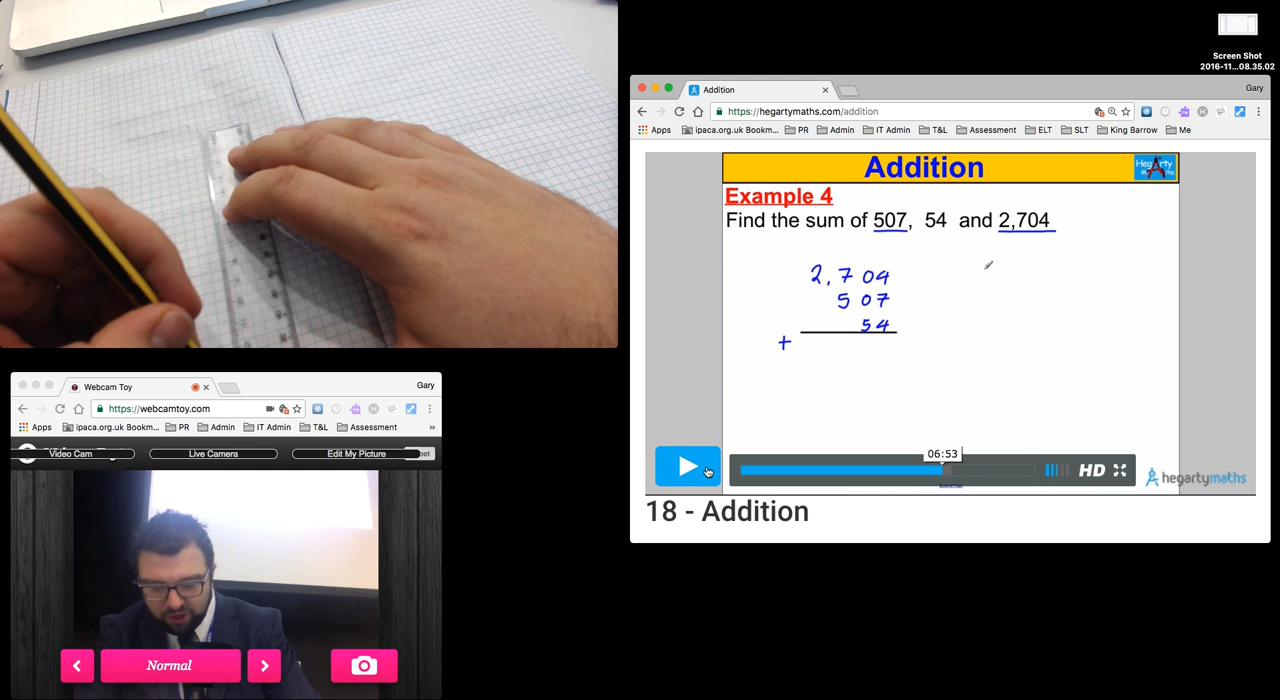 Screen Shot
2016-11...08.35.02
Addition
Gary
https://hegartymaths.com/addition
Apps ipaca.org.uk Bookm... PR Admin IT Admin T&L Assessment ELT SLT King Barrow Me
Addition
Hegarty
Maths
Example 4
Find the sum of 507, 54 and 2,704
2,704
507
54
+
06:53
HD
hegartymaths
18 - Addition
Webcam Toy
Gary
https://webcamtoy.com
Apps ipaca.org.uk Bookm... PR Admin IT Admin T&L Assessment »
Video Cam
Live Camera
Edit My Picture
Normal